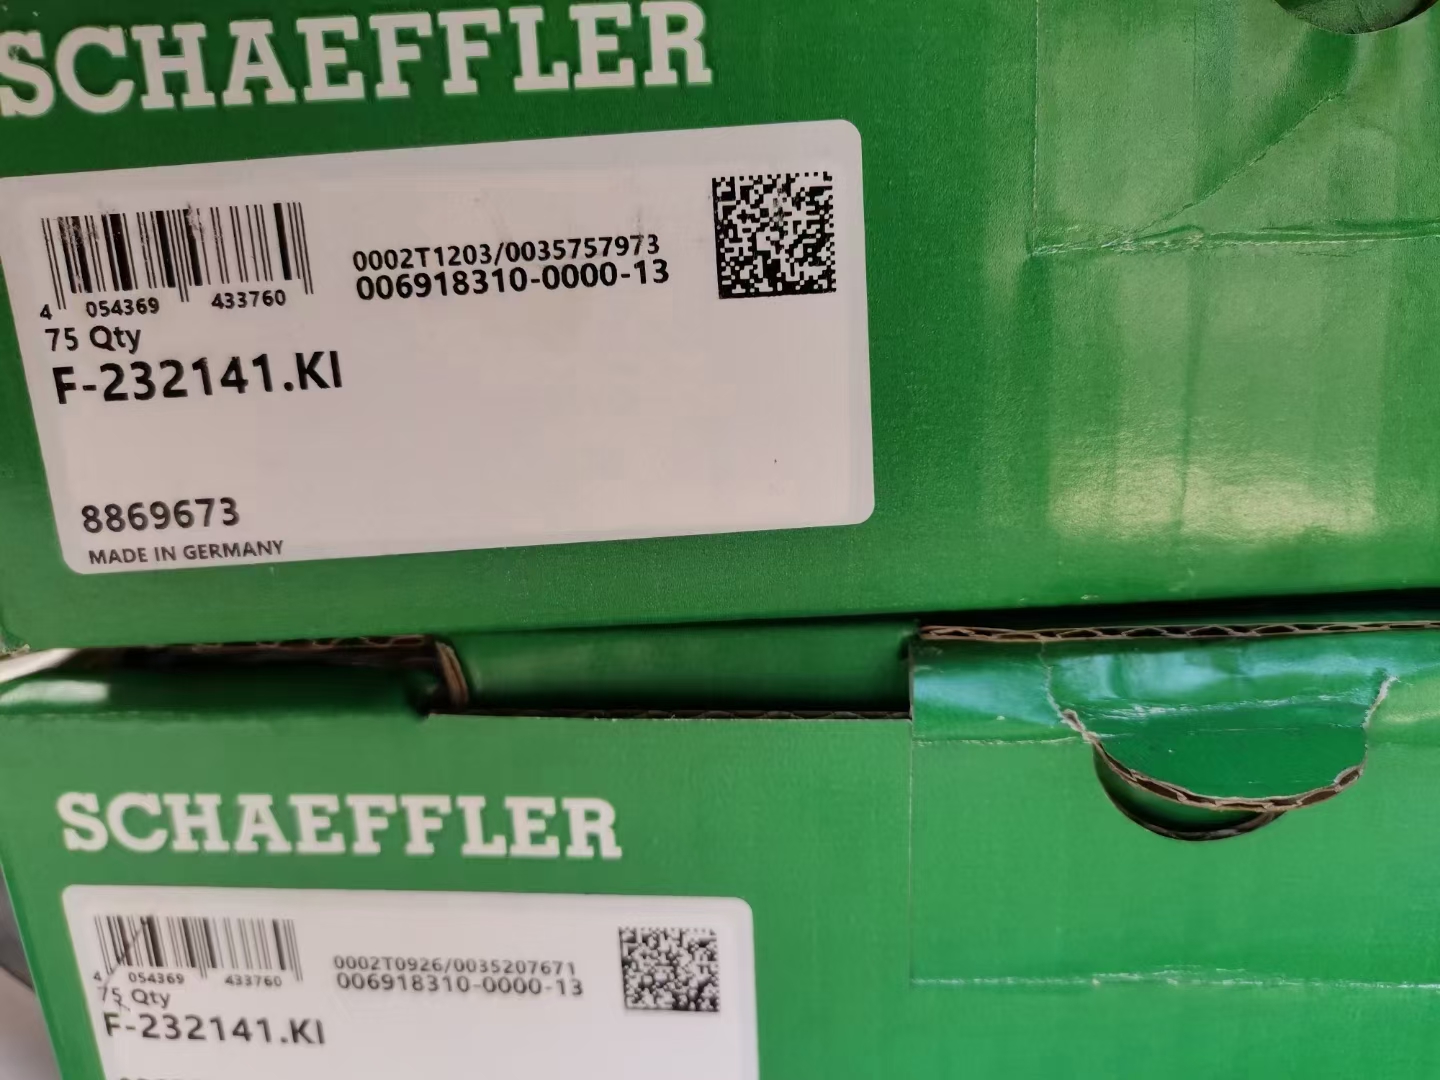 SCHAEFFLER
4 054369 433760
0002T1203/0035757973
006918310-0000-13
75 Qty
F-232141.KI
8869673
MADE IN GERMANY
SCHAEFFLER
4 054369 433760
0002T0926/0035207671
006918310-0000-13
75 Qty
F-232141.KI